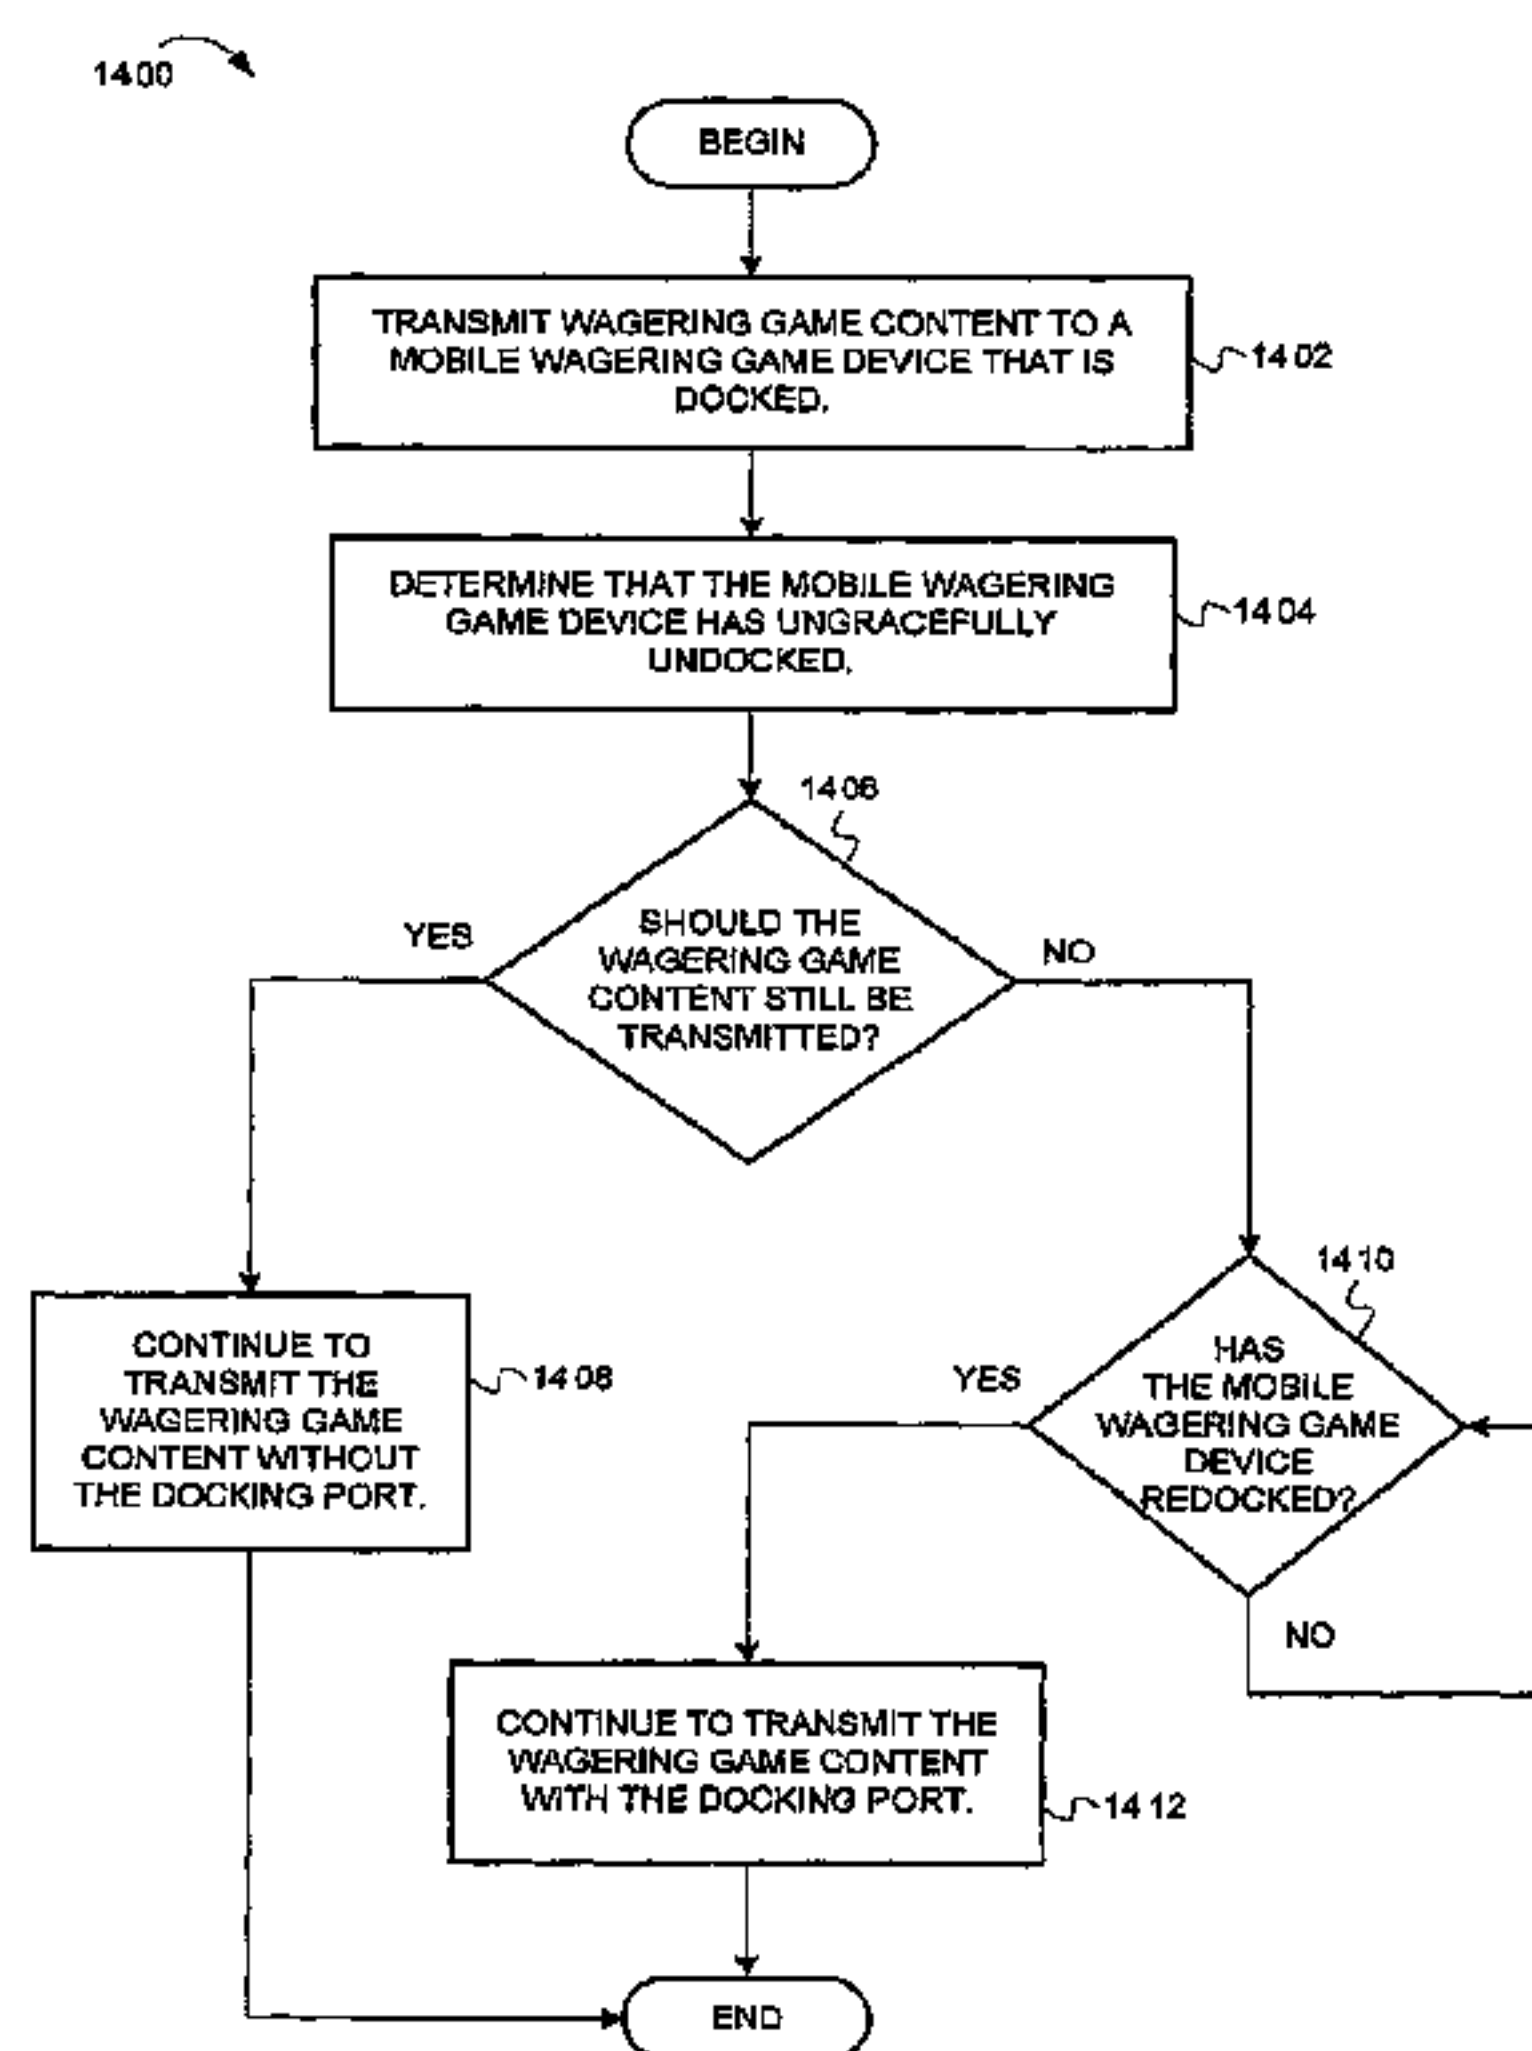 1400
BEGIN
TRANSMIT WAGERING GAME CONTENT TO A
MOBILE WAGERING GAME DEVICE THAT IS
DOCKED.
1402
DETERMINE THAT THE MOBILE WAGERING
GAME DEVICE HAS UNGRACEFULLY
UNDOCKED.
1404
1406
YES
SHOULD THE
WAGERING GAME
CONTENT STILL BE
TRANSMITTED?
NO
CONTINUE TO
TRANSMIT THE
WAGERING GAME
CONTENT WITHOUT
THE DOCKING PORT.
1408
1410
YES
HAS
THE MOBILE
WAGERING GAME
DEVICE
REDOCKED?
NO
CONTINUE TO TRANSMIT THE
WAGERING GAME CONTENT
WITH THE DOCKING PORT.
1412
END